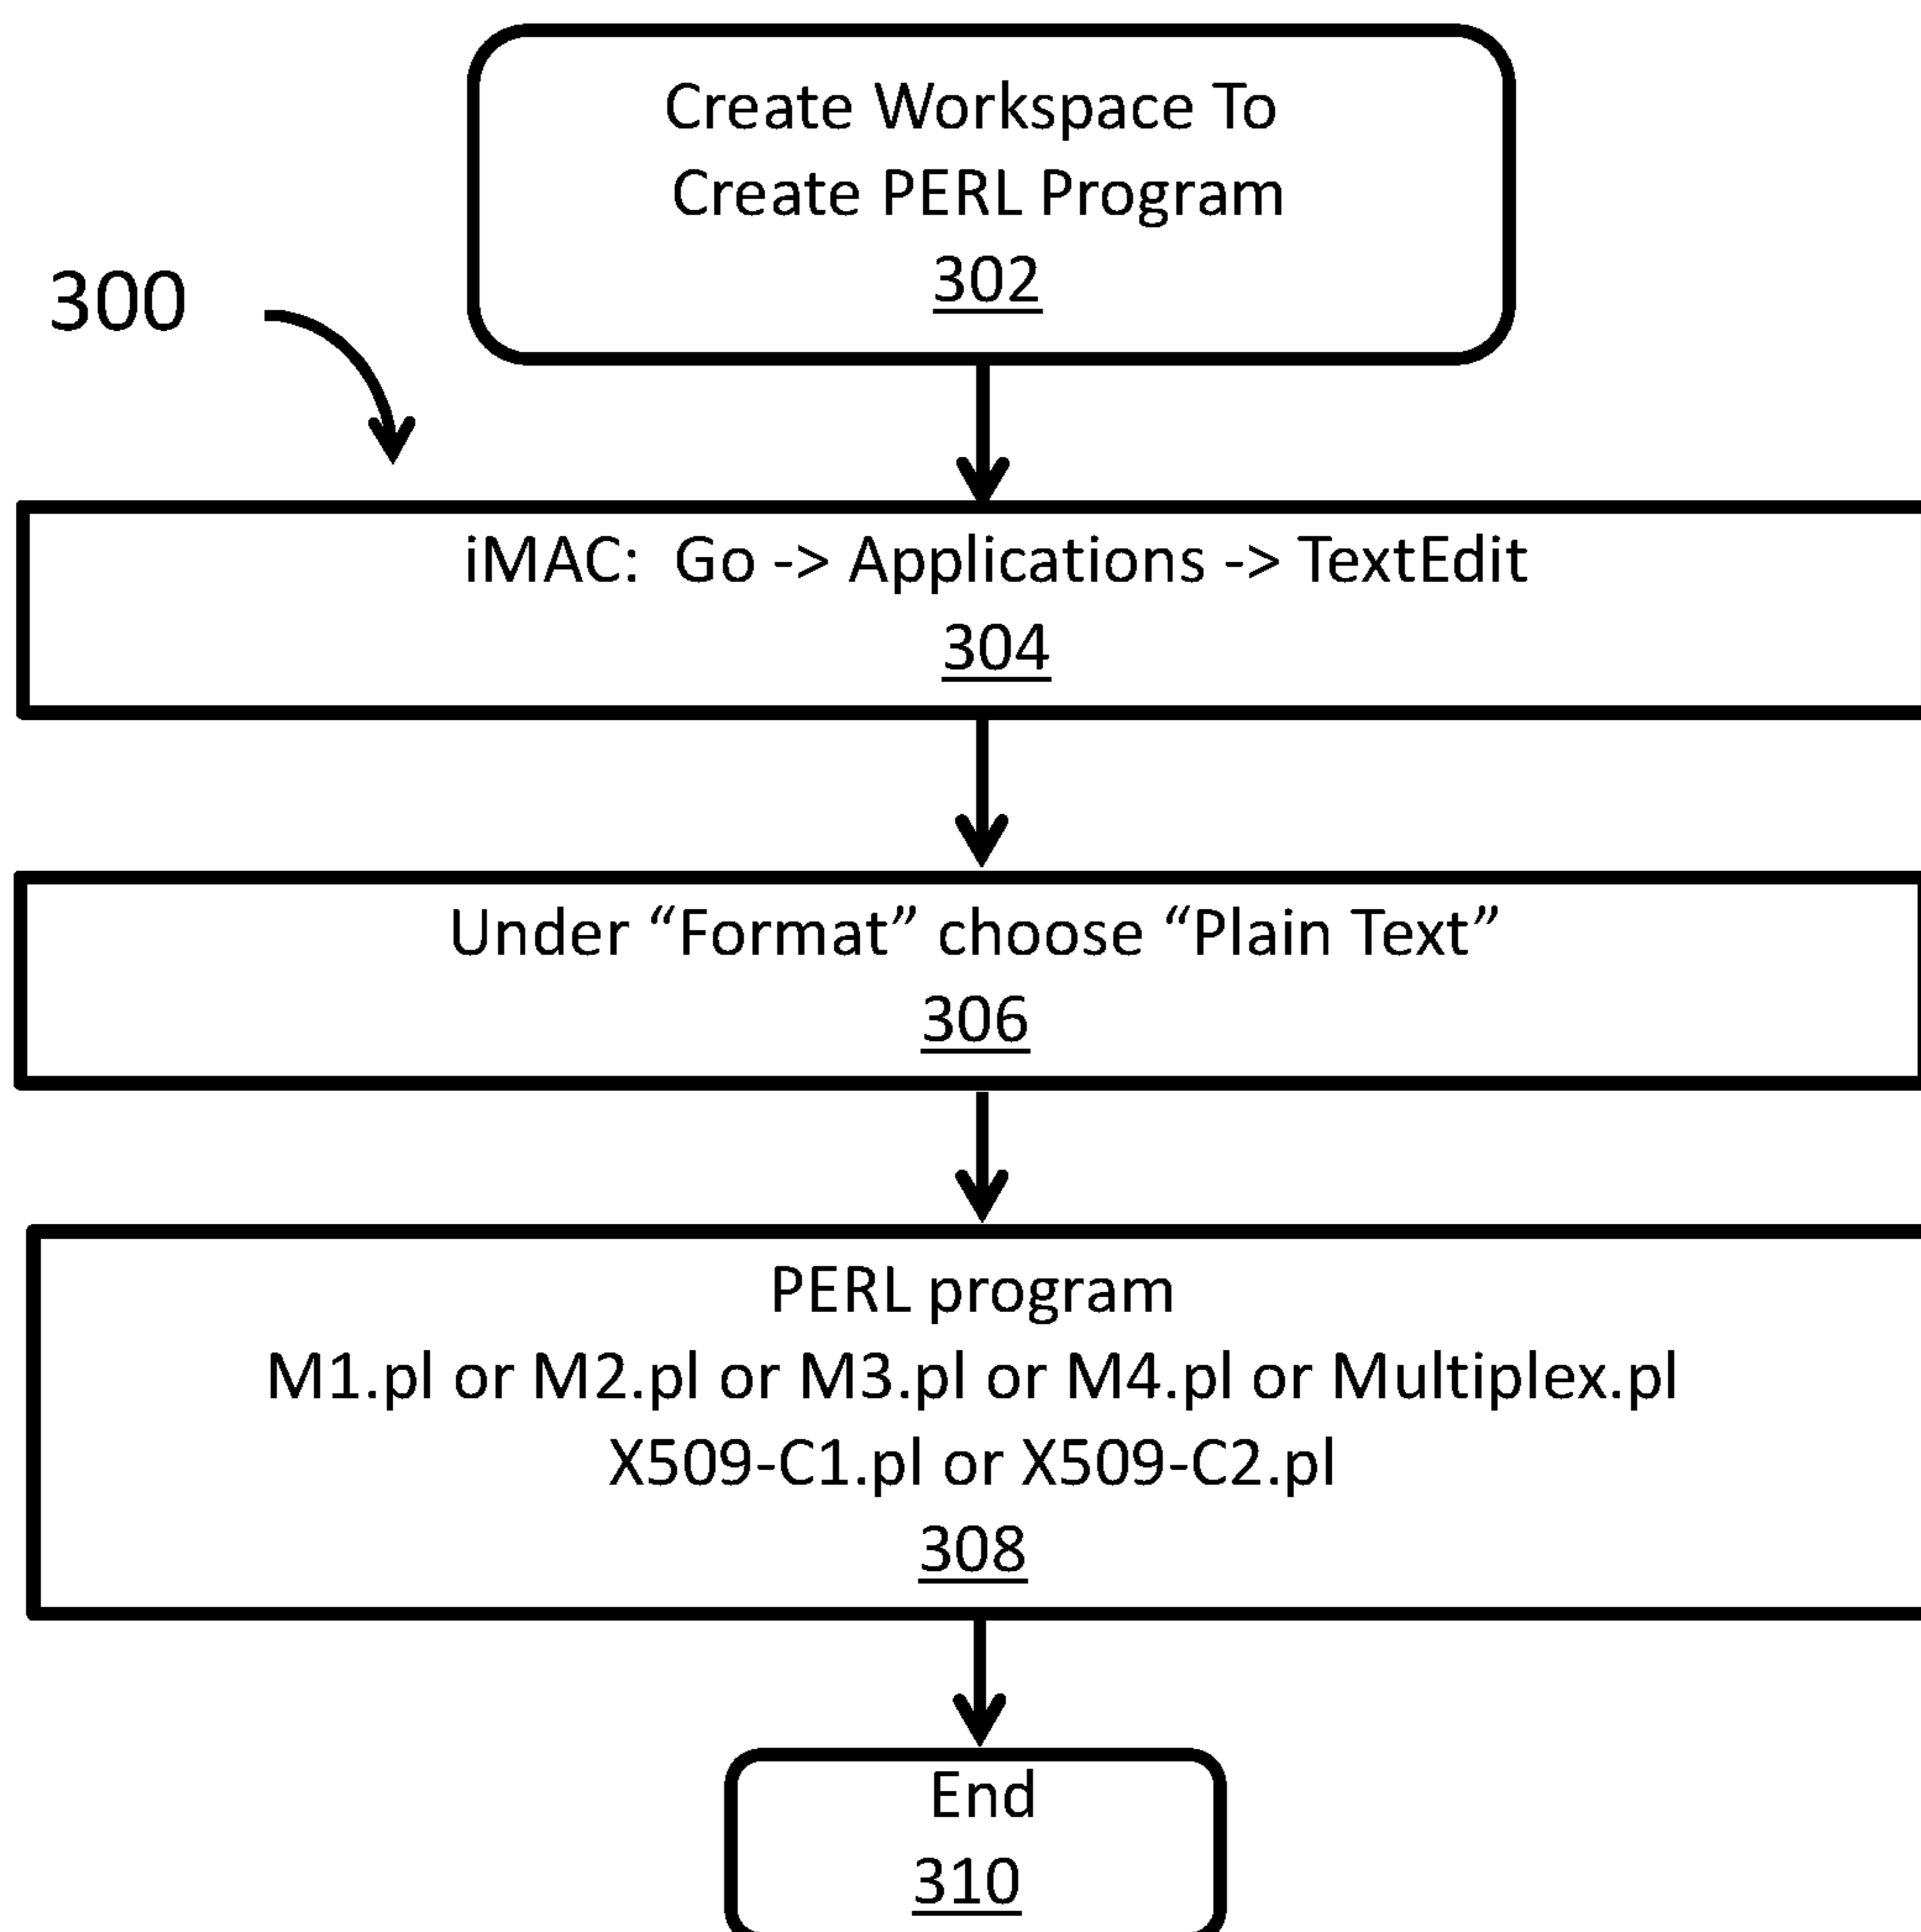 Create Workspace To
Create PERL Program
302
300
iMAC: Go -> Applications -> TextEdit
304
Under “Format” choose “Plain Text”
306
PERL program
M1.pl or M2.pl or M3.pl or M4.pl or Multiplex.pl
X509-C1.pl or X509-C2.pl
308
End
310